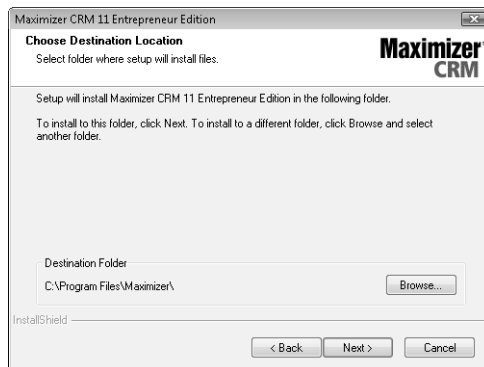 Maximizer CRM 11 Entrepreneur Edition
Choose Destination Location
Select folder where setup will install files.
Maximizer
CRM
Setup will install Maximizer CRM 11 Entrepreneur Edition in the following folder.
To install to this folder, click Next. To install to a different folder, click Browse and select
another folder.
Destination Folder
C:\Program Files\Maximizer\
Browse...
InstallShield
< Back
Next >
Cancel